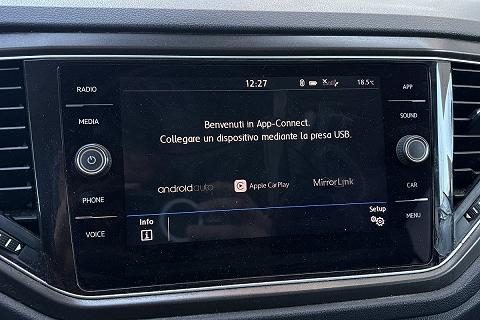 RADIO
MEDIA
PHONE
VOICE
12:27
18.5°C
Benvenuti in App-Connect.
Collegare un dispositivo mediante la presa USB.
androidauto
Apple CarPlay
MirrorLink
Info
Setup
APP
SOUND
CAR
MENU